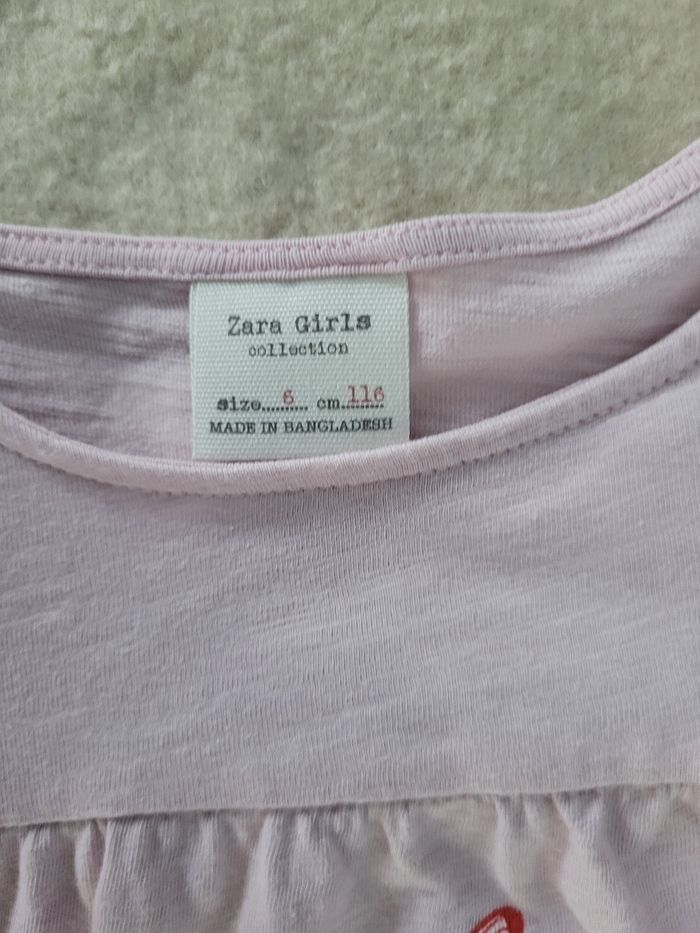 Zara Girls
collection
size..........6 cm..........116
MADE IN BANGLADESH